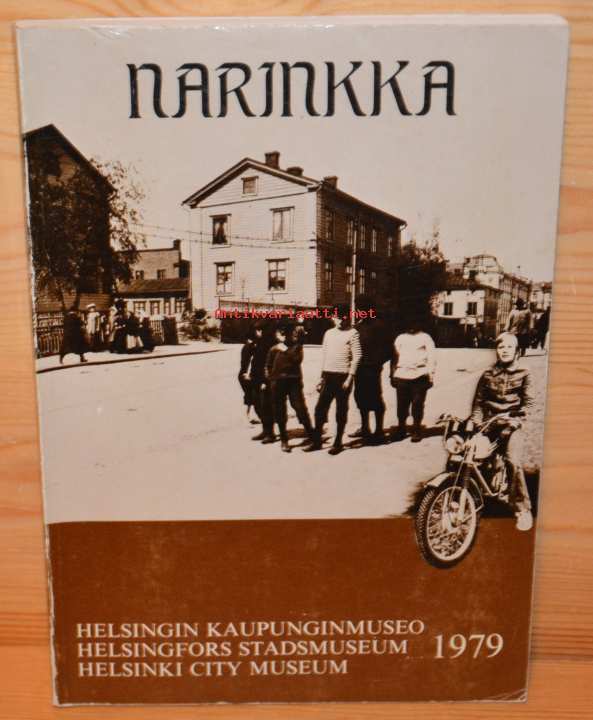 NARINKKA
antikvariaatti.net
HELSINGIN KAUPUNGINMUSEO
HELSINGFORS STADSMUSEUM 1979
HELSINKI CITY MUSEUM